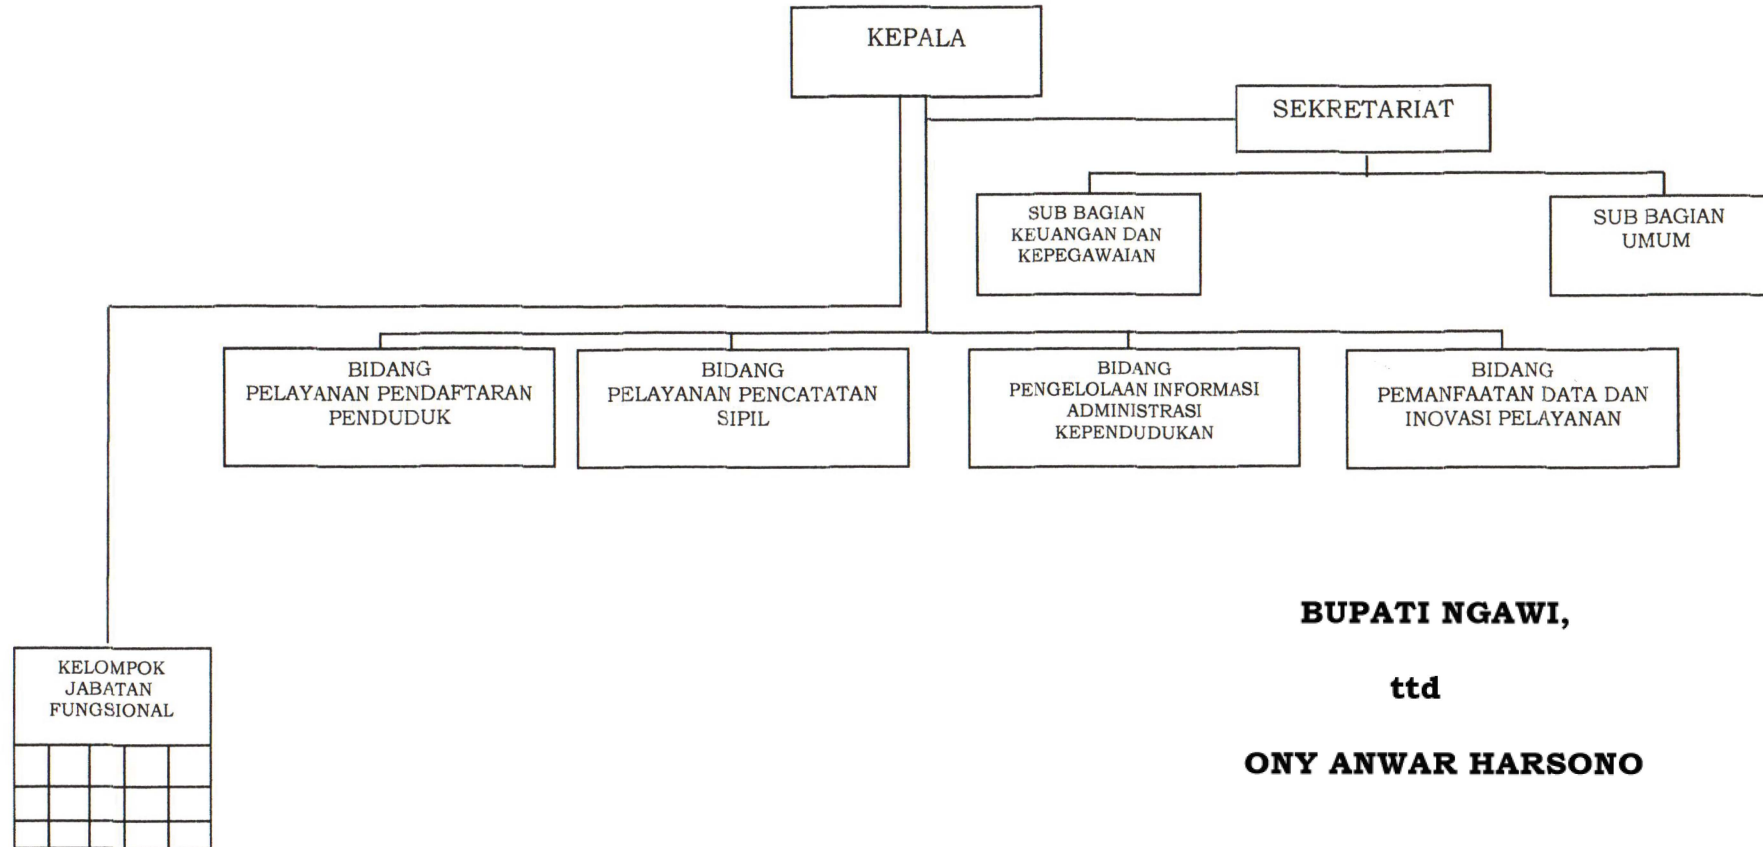 KEPALA
SEKRETARIAT
SUB BAGIAN
KEUANGAN DAN
KEPEGAWAIAN
SUB BAGIAN
UMUM
BIDANG
PELAYANAN PENDAFTARAN
PENDUDUK
BIDANG
PELAYANAN PENCATATAN
SIPIL
BIDANG
PENGELOLAAN INFORMASI
ADMINISTRASI
KEPENDUDUKAN
BIDANG
PEMANFAATAN DATA DAN
INOVASI PELAYANAN
KELOMPOK
JABATAN
FUNGSIONAL
BUPATI NGAWI,
ttd
ONY ANWAR HARSONO